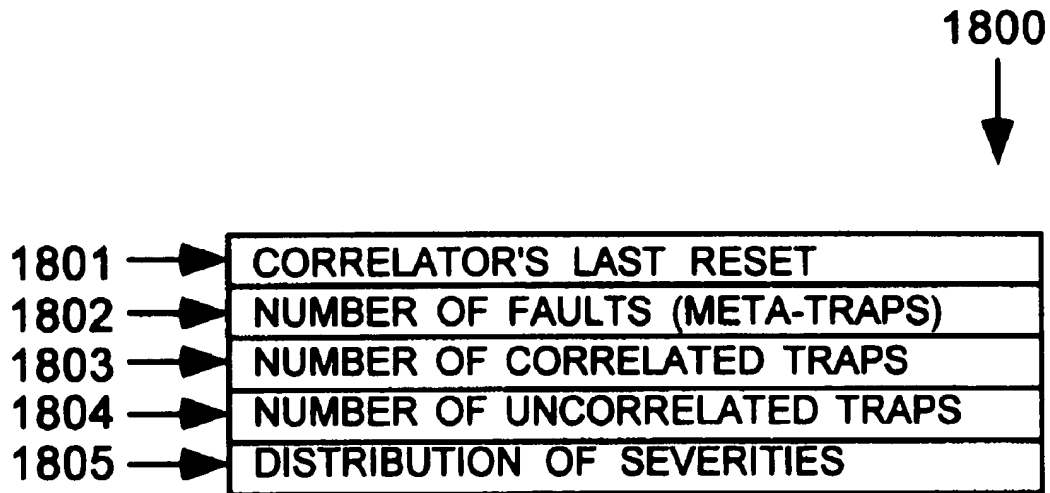 1800
1801 CORRELATOR'S LAST RESET
1802 NUMBER OF FAULTS (META-TRAPS)
1803 NUMBER OF CORRELATED TRAPS
1804 NUMBER OF UNCORRELATED TRAPS
1805 DISTRIBUTION OF SEVERITIES